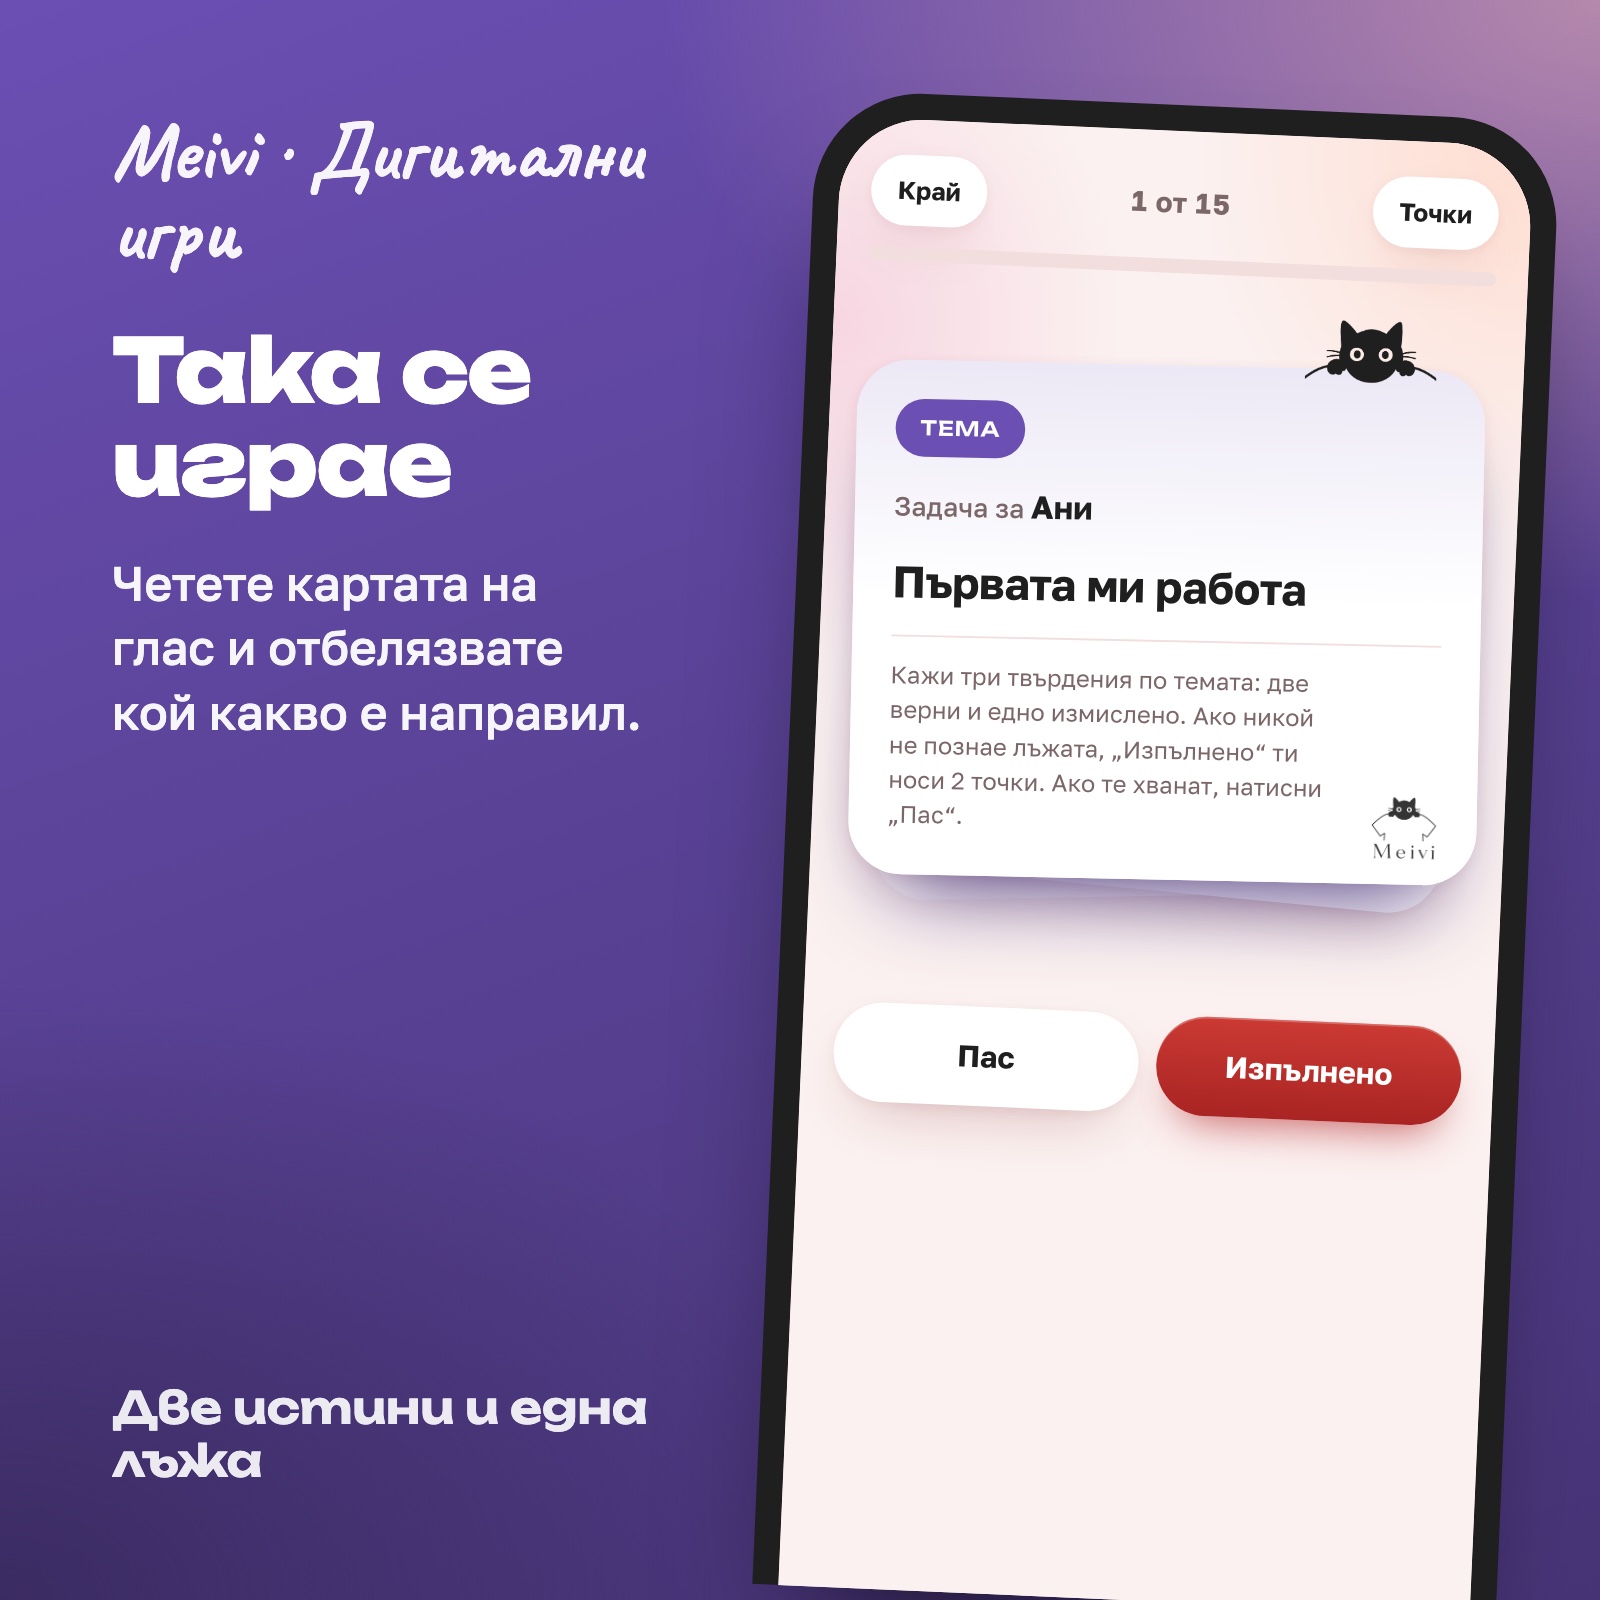 Meivi · Дигитални
игри
Така се
играе
Четете картата на
глас и отбелязвате
кой какво е направил.
Две истини и една
лъжа
Край
1 от 15
Точки
ТЕМА
Задача за Ани
Първата ми работа
Кажи три твърдения по темата: две
верни и едно измислено. Ако никой
не познае лъжата, „Изпълнено“ ти
носи 2 точки. Ако те хванат, натисни
„Пас“.
Meivi
Пас
Изпълнено